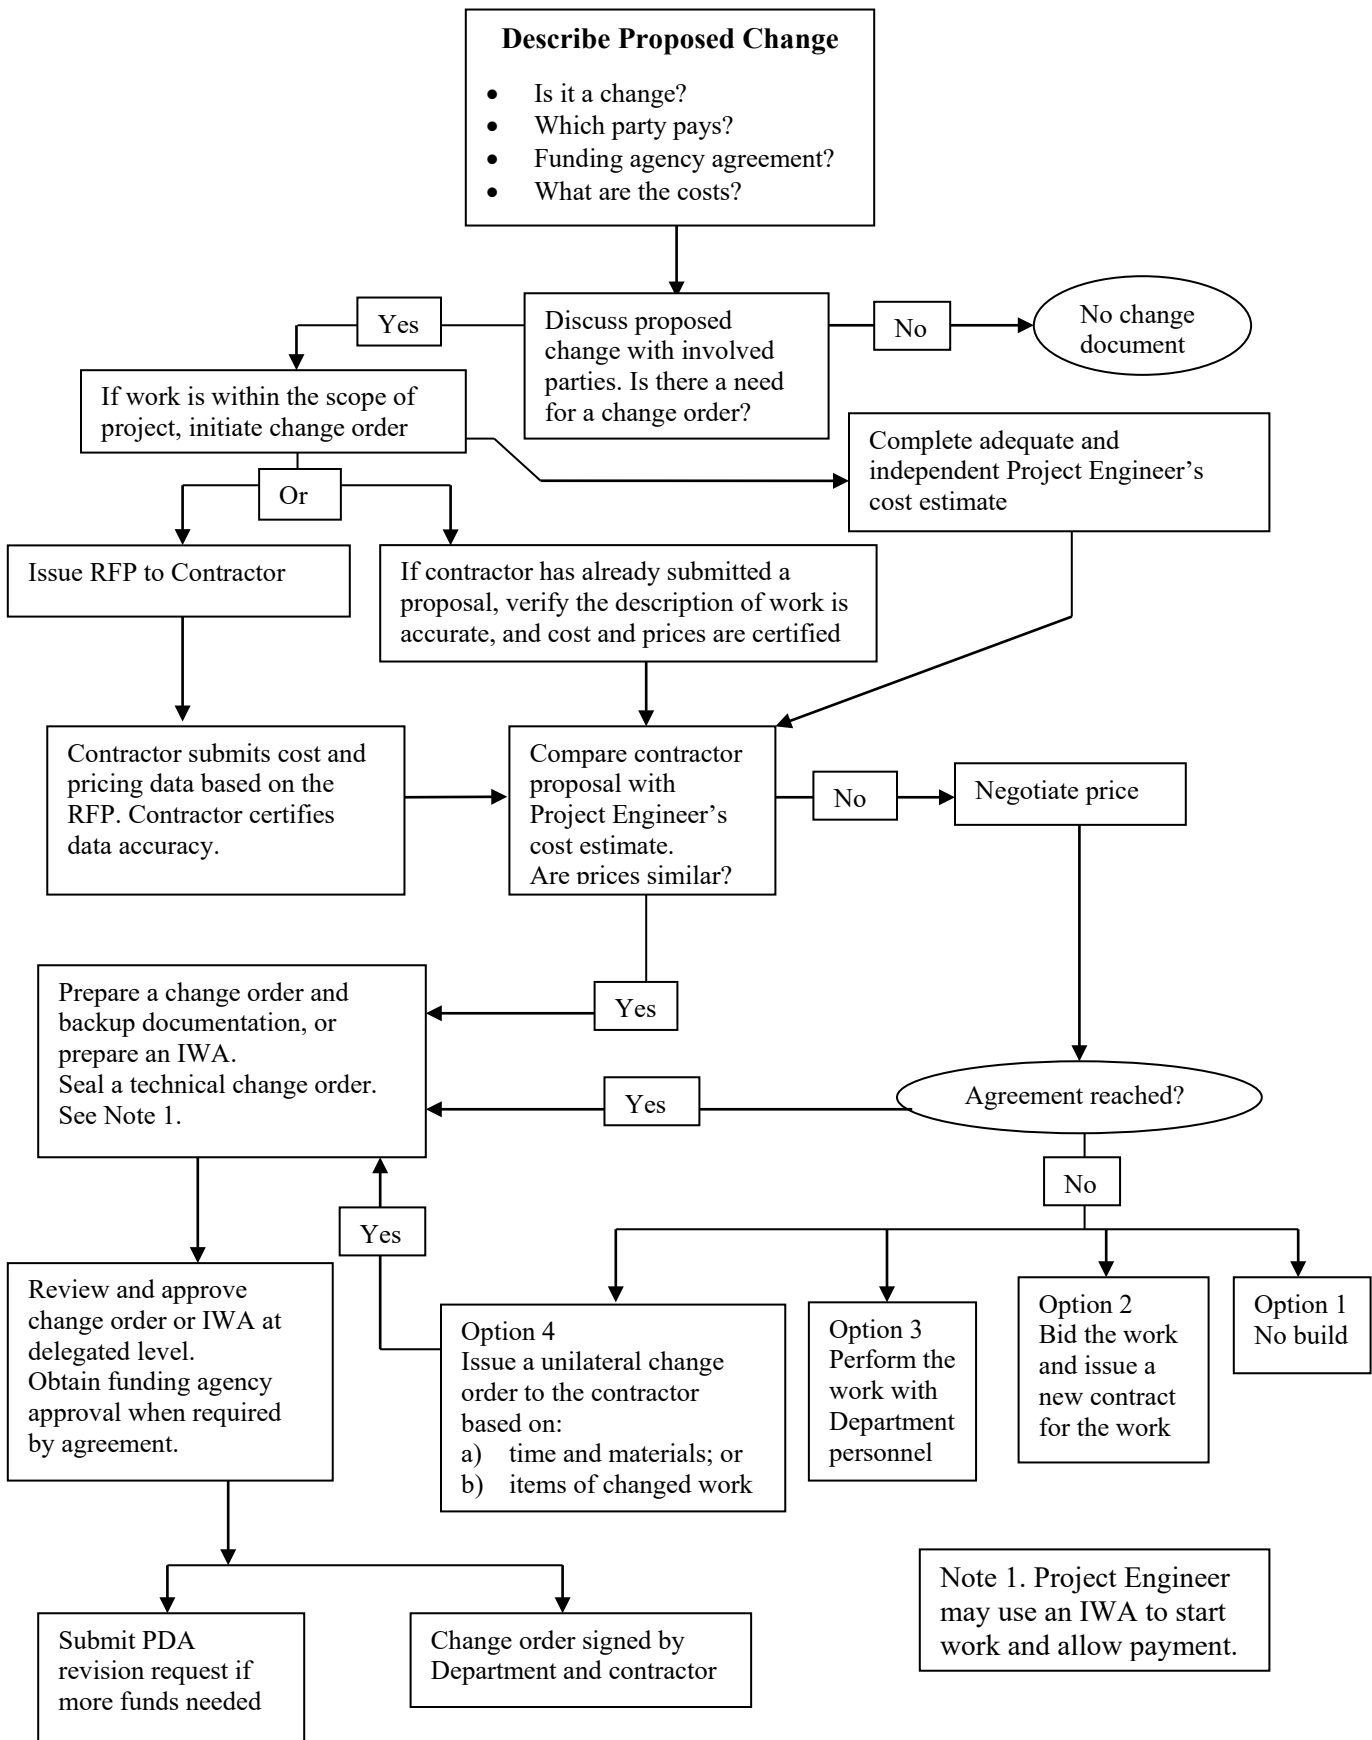 Describe Proposed Change
• Is it a change?
• Which party pays?
• Funding agency agreement?
• What are the costs?
Yes
Discuss proposed
change with involved
parties. Is there a need
for a change order?
No
No change
document
If work is within the scope of
project, initiate change order
Complete adequate and
independent Project Engineer’s
cost estimate
Or
Issue RFP to Contractor
If contractor has already submitted a
proposal, verify the description of work is
accurate, and cost and prices are certified
Contractor submits cost and
pricing data based on the
RFP. Contractor certifies
data accuracy.
Compare contractor
proposal with
Project Engineer’s
cost estimate.
Are prices similar?
No
Negotiate price
Prepare a change order and
backup documentation, or
prepare an IWA.
Seal a technical change order.
See Note 1.
Yes
Yes
Agreement reached?
No
Yes
Review and approve
change order or IWA at
delegated level.
Obtain funding agency
approval when required
by agreement.
Option 4
Issue a unilateral change
order to the contractor
based on:
a) time and materials; or
b) items of changed work
Option 3
Perform the
work with
Department
personnel
Option 2
Bid the work
and issue a
new contract
for the work
Option 1
No build
Submit PDA
revision request if
more funds needed
Change order signed by
Department and contractor
Note 1. Project Engineer
may use an IWA to start
work and allow payment.